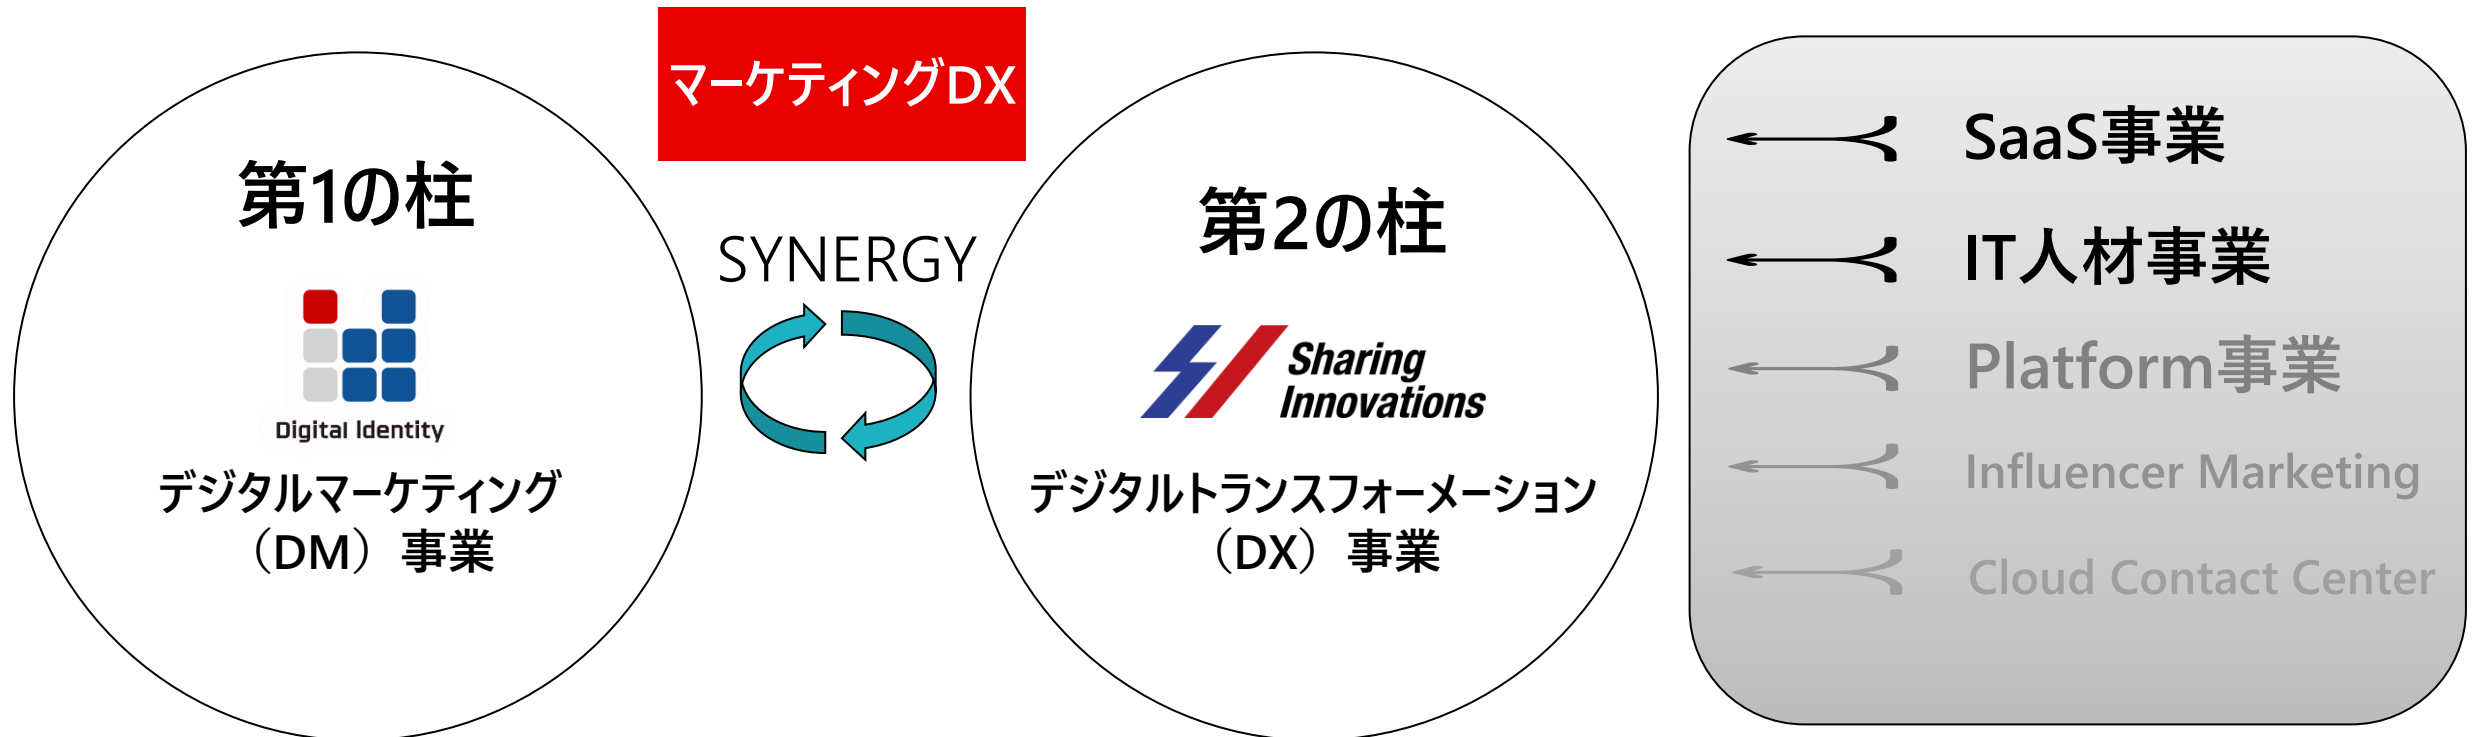 マーケティングDX
第1の柱
Digital Identity
デジタルマーケティング
（DM）事業
SYNERGY
第2の柱
Sharing
Innovations
デジタルトランスフォーメーション
（DX）事業
SaaS事業
IT人材事業
Platform事業
Influencer Marketing
Cloud Contact Center